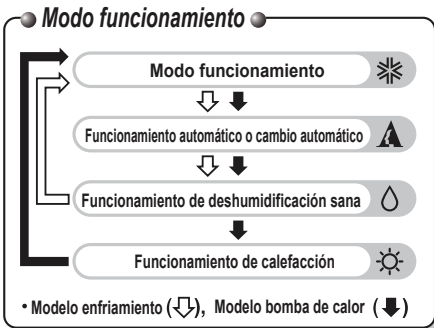 Modo funcionamiento
Modo funcionamiento
Funcionamiento automático o cambio automático
Funcionamiento de deshumidificación sana
Funcionamiento de calefacción
• Modelo enfriamiento (⇩), Modelo bomba de calor (⬇)